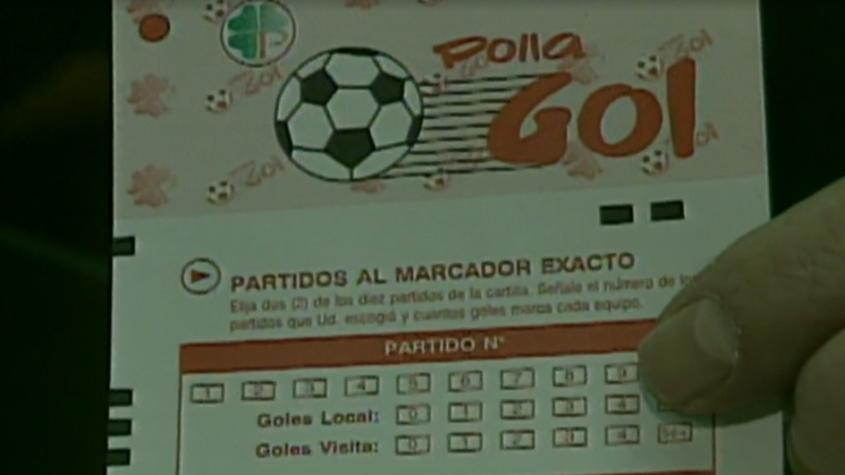 Polla
Gol
PARTIDOS AL MARCADOR EXACTO
Elija dos (2) de los diez partidos de la cartilla. Señale el número de los
partidos que Ud. escogió y cuantos goles marca cada equipo.
PARTIDO N°
1 2 3 4 5 6 7 8 9
Goles Local: 0 1 2 3 4
Goles Visita: 0 1 2 3 4 5ó+